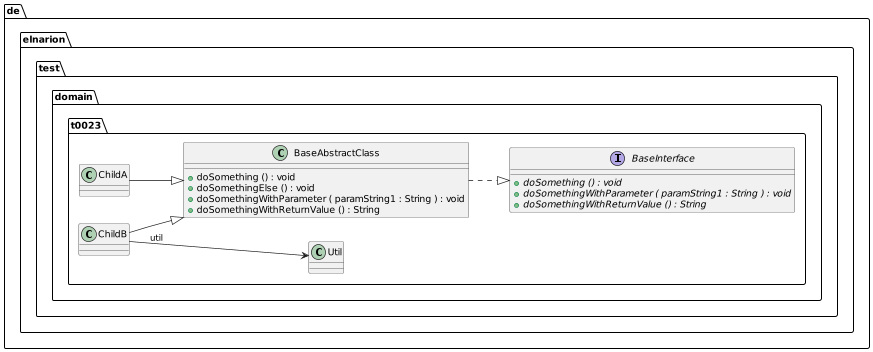 de
elnarion
test
domain
t0023
C BaseAbstractClass
doSomething () : void
doSomethingElse () : void
doSomethingWithParameter ( paramString1 : String ) : void
doSomethingWithReturnValue () : String
I BaseInterface
doSomething () : void
doSomethingWithParameter ( paramString1 : String ) : void
doSomethingWithReturnValue () : String
C ChildA
C ChildB
util
C Util